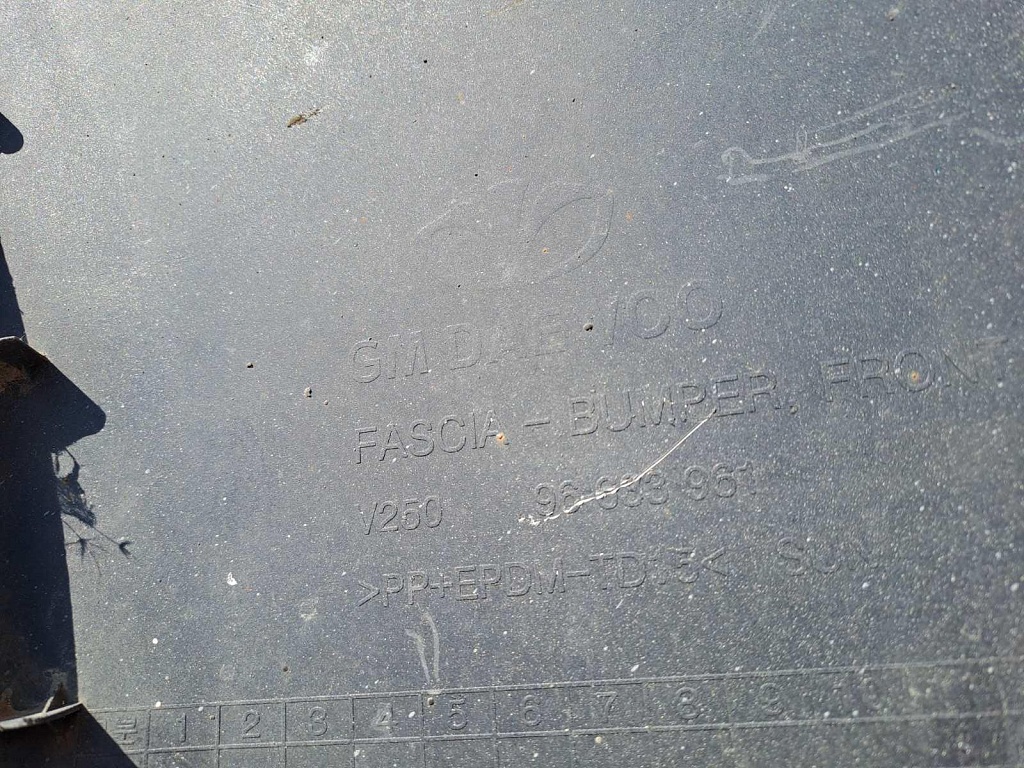 GM DAEWOO
FASCIA - BUMPER, FRONT
V250 96 961
>PP+EPDM-TD15< SUN
1 2 3 4 5 6 7 8 9